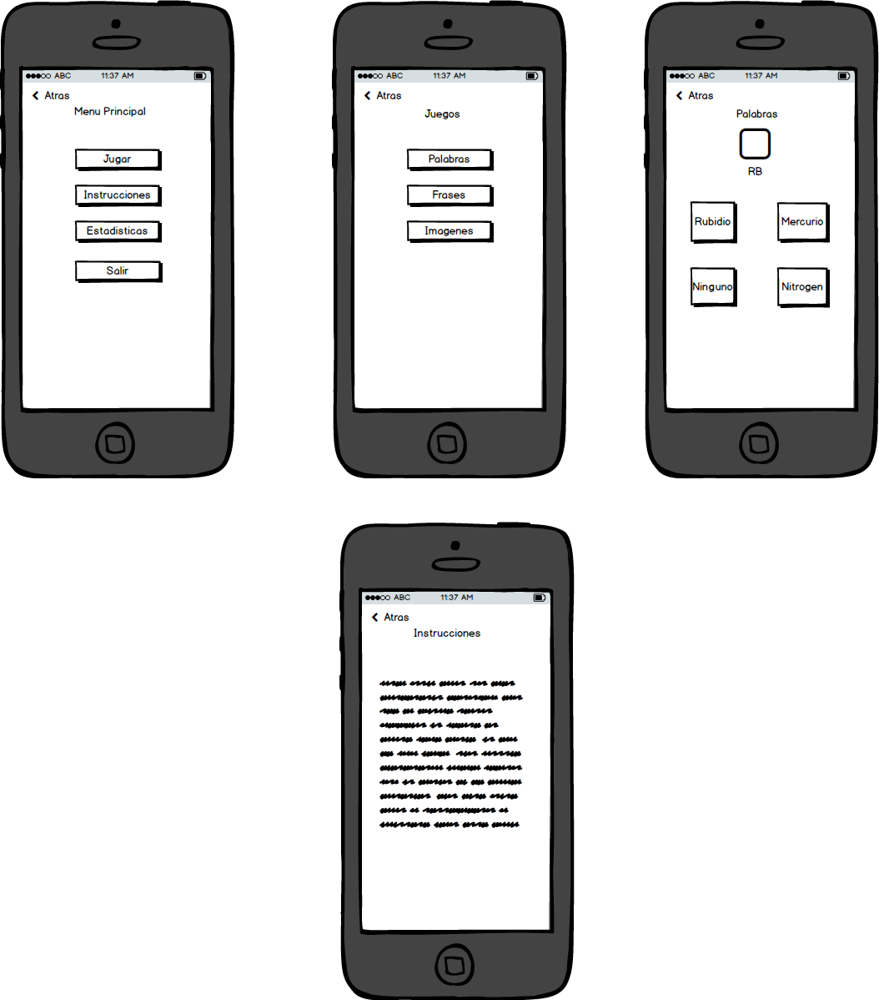 ABC 11:37 AM
Atras
Menu Principal
Jugar
Instrucciones
Estadisticas
Salir
ABC 11:37 AM
Atras
Juegos
Palabras
Frases
Imagenes
ABC 11:37 AM
Atras
Palabras
RB
Rubidio Mercurio
Ninguno Nitrogen
ABC 11:37 AM
Atras
Instrucciones